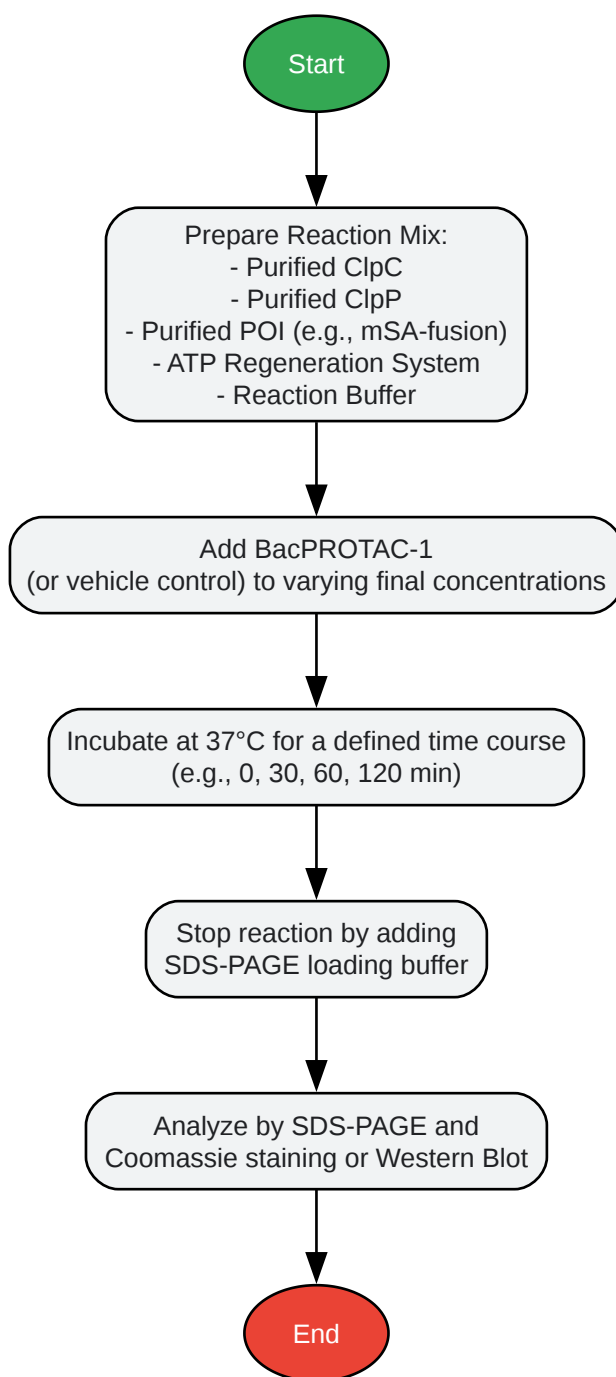 Start
Prepare Reaction Mix:
- Purified ClpC
- Purified ClpP
- Purified POI (e.g., mSA-fusion)
- ATP Regeneration System
- Reaction Buffer
Add BacPROTAC-1
(or vehicle control) to varying final concentrations
Incubate at 37°C for a defined time course
(e.g., 0, 30, 60, 120 min)
Stop reaction by adding
SDS-PAGE loading buffer
Analyze by SDS-PAGE and
Coomassie staining or Western Blot
End